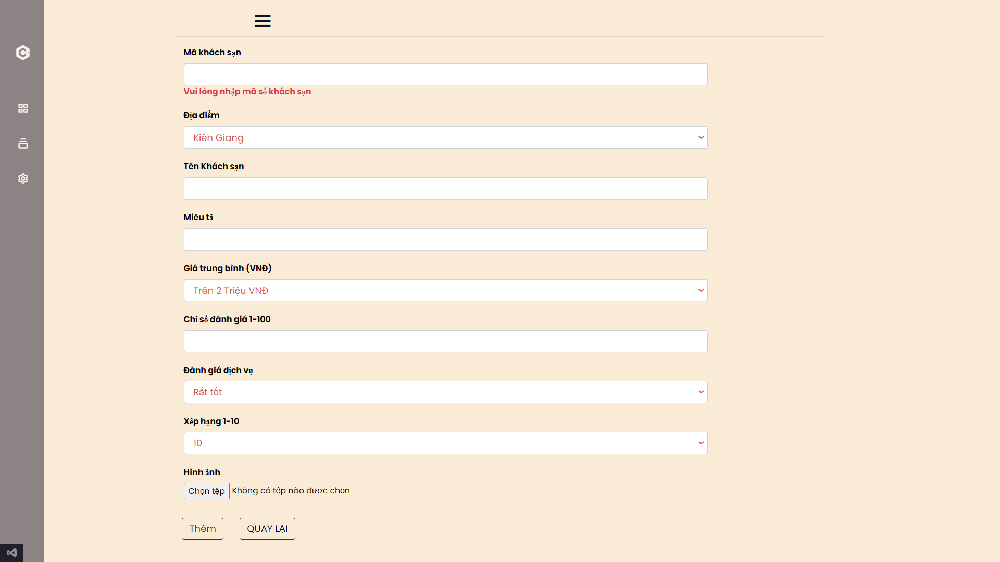 Mã khách sạn
Vui lòng nhập mã số khách sạn
Địa điểm
Kiên Giang
Tên Khách sạn
Miêu tả
Giá trung bình (VNĐ)
Trên 2 Triệu VNĐ
Chỉ số đánh giá 1-100
Đánh giá dịch vụ
Rất tốt
Xếp hạng 1-10
10
Hình ảnh
Chọn tệp Không có tệp nào được chọn
Thêm QUAY LẠI